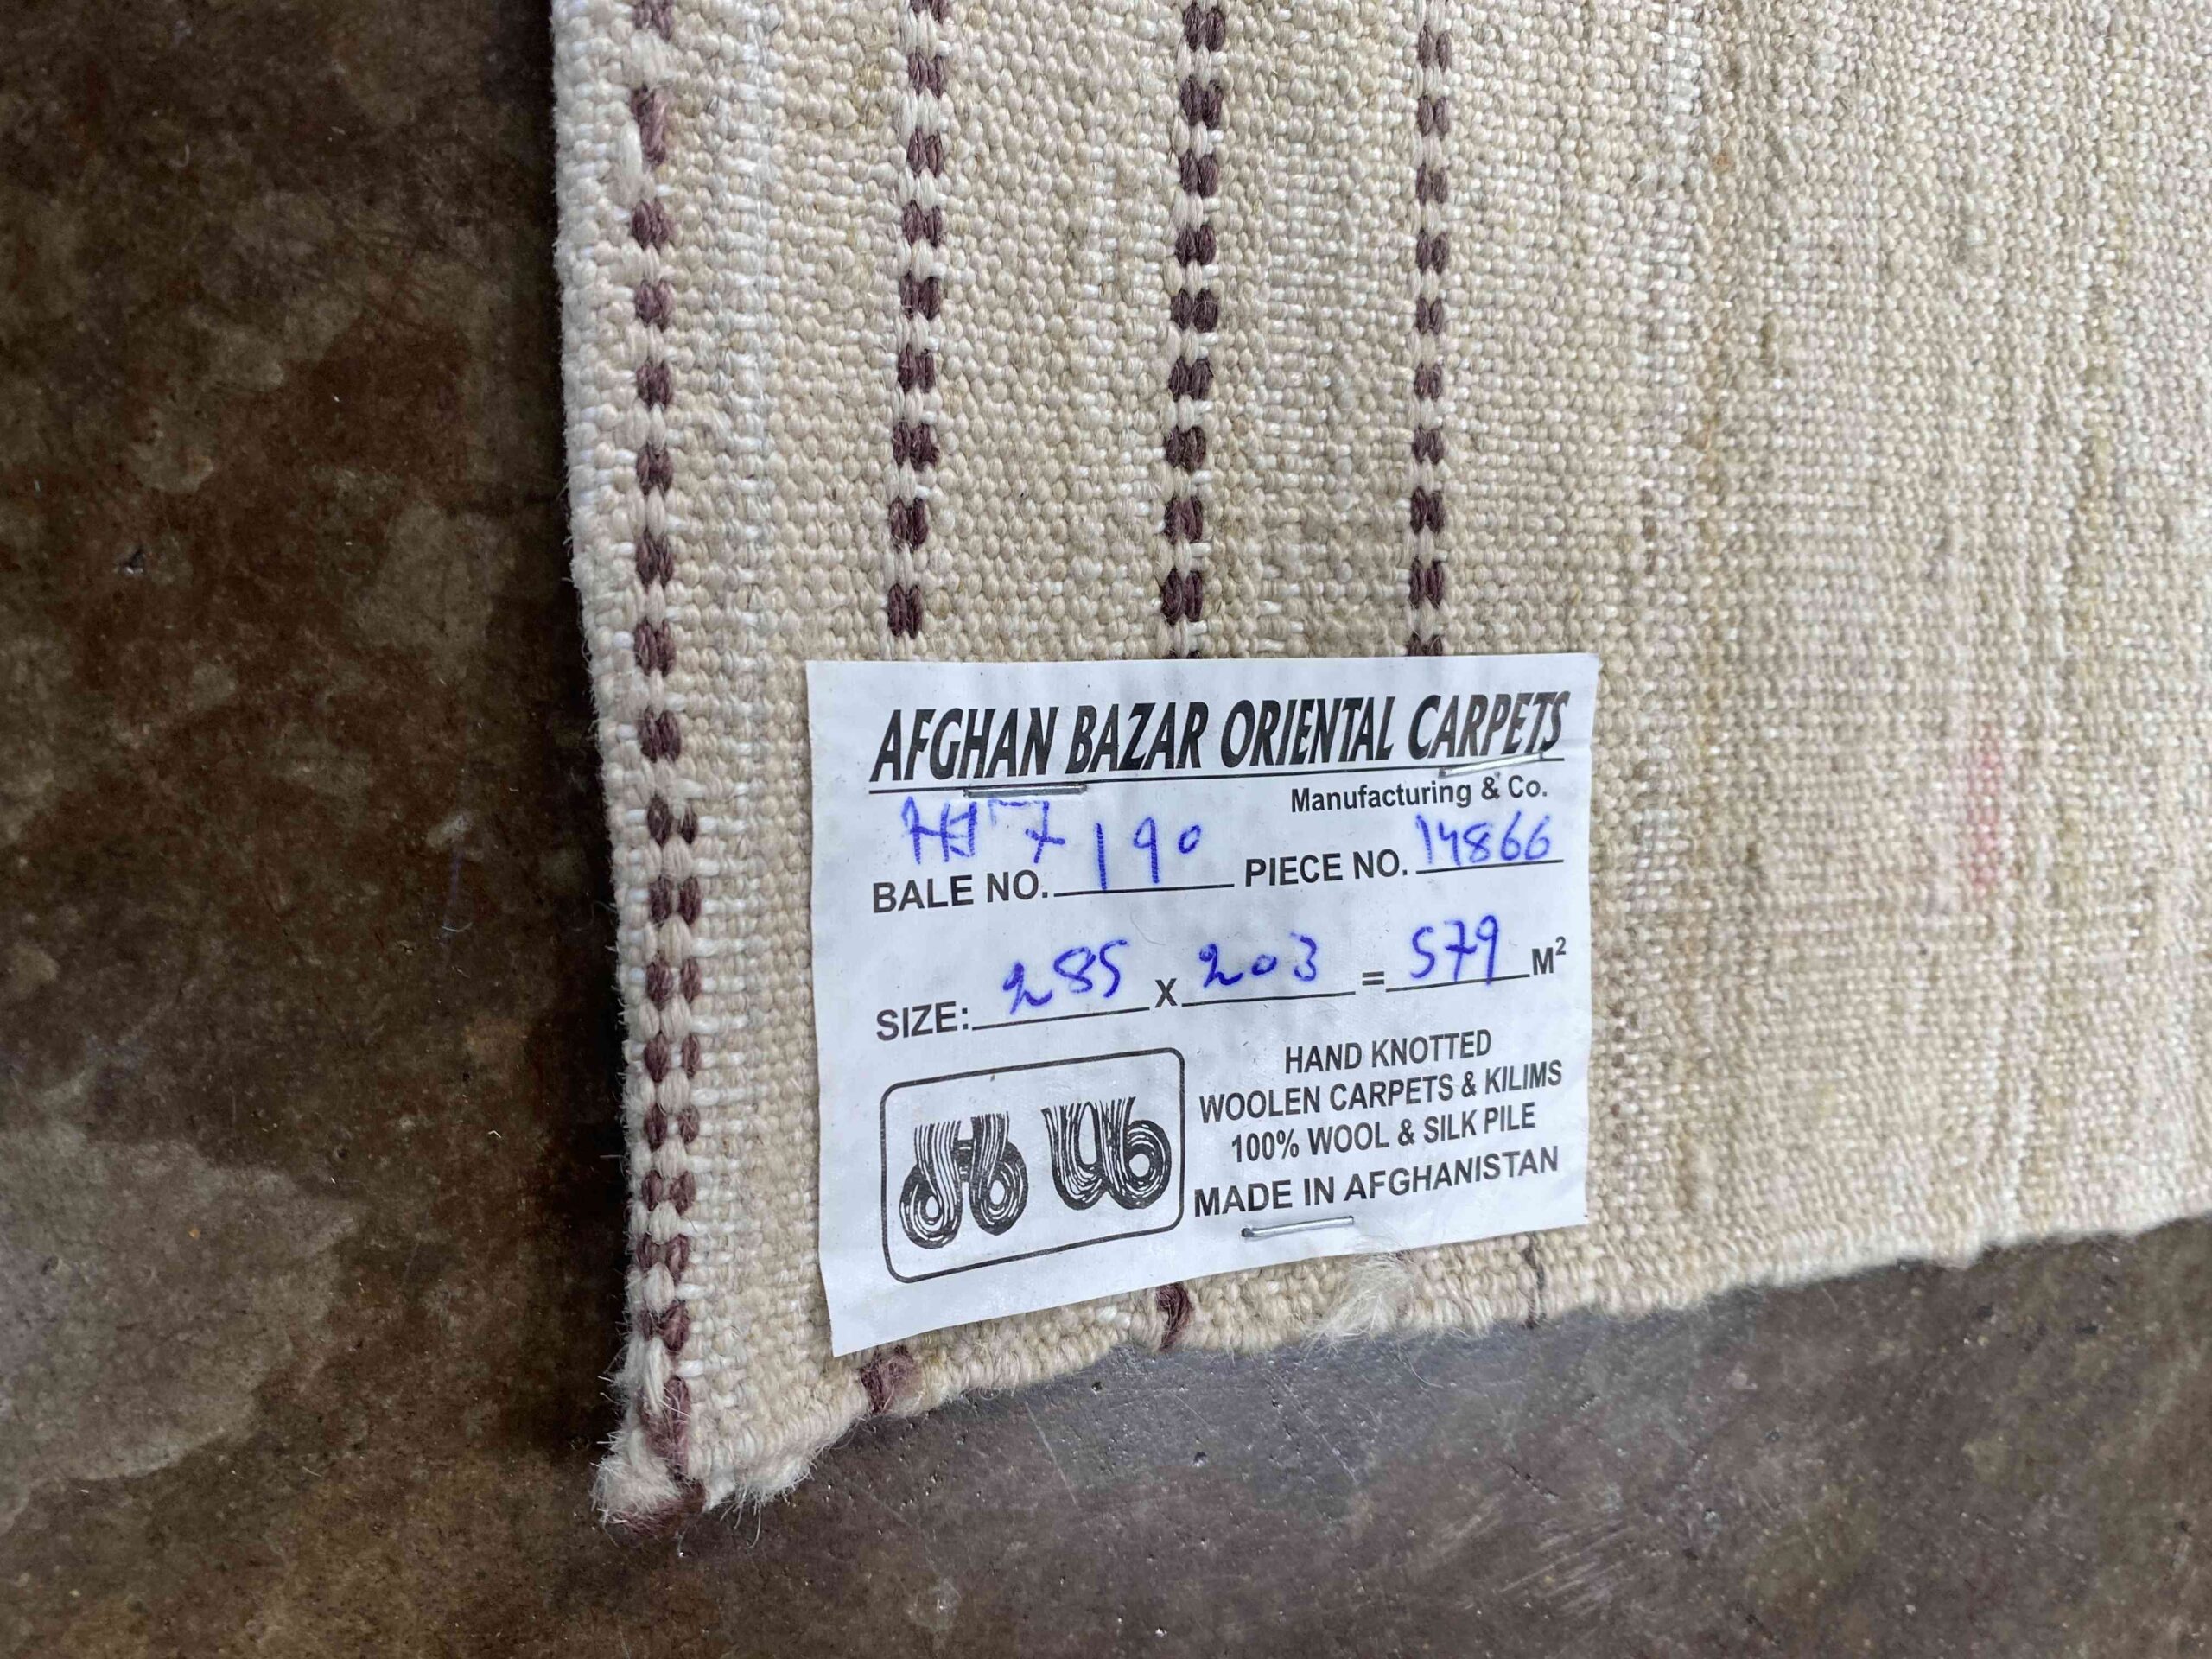 AFGHAN BAZAR ORIENTAL CARPETS
Manufacturing & Co.
BALE NO. 190 PIECE NO. 14866
SIZE: 285 X 203 = 579 M²
HAND KNOTTED
WOOLEN CARPETS & KILIMS
100% WOOL & SILK PILE
MADE IN AFGHANISTAN